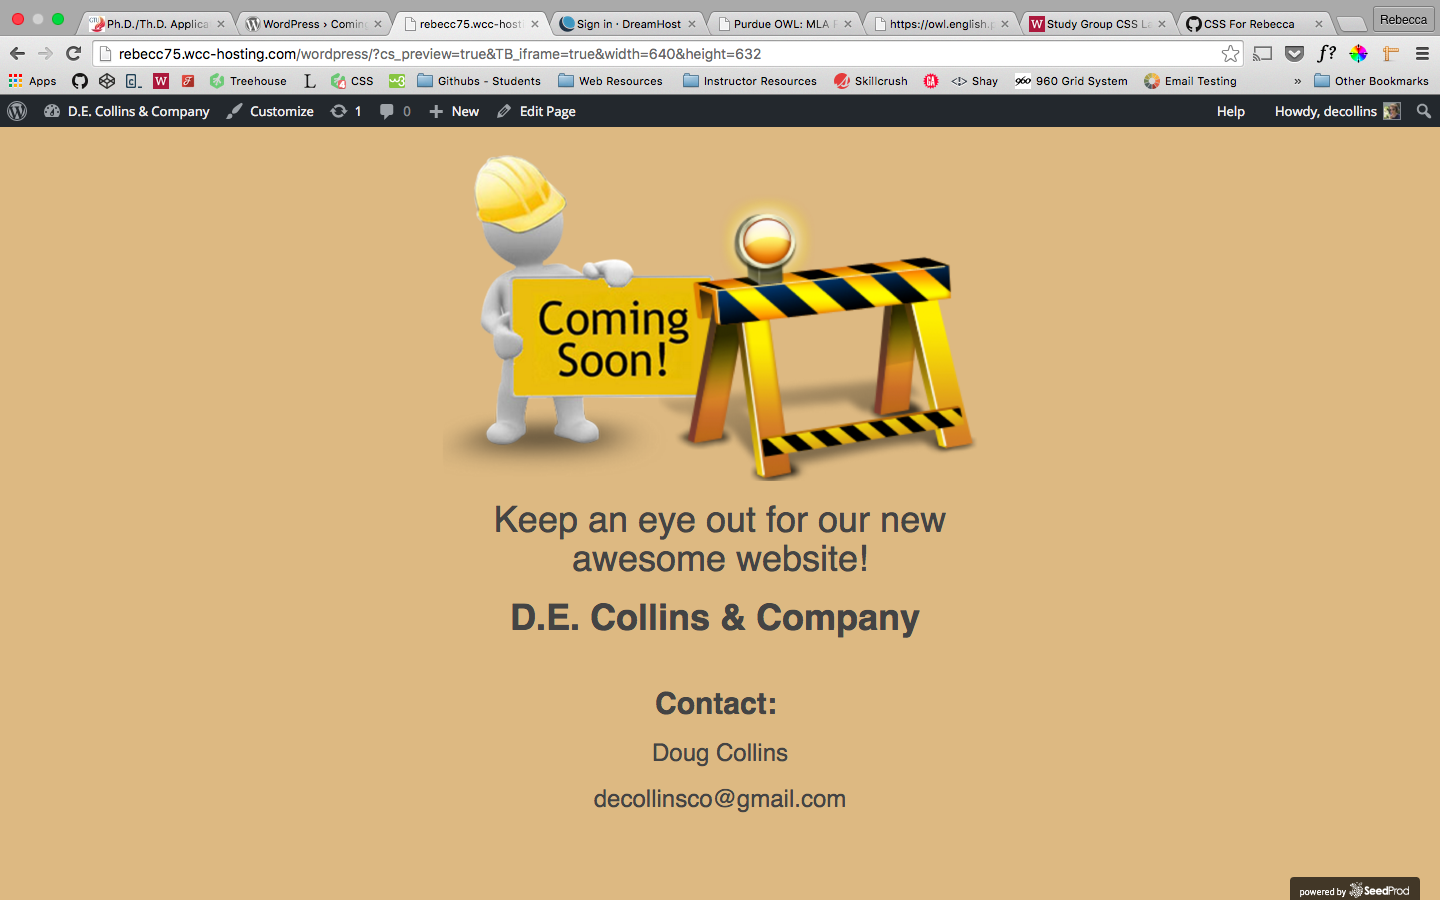 Ph.D./Th.D. Applica
WordPress › Coming
rebecc75.wcc-hosti
Sign in · DreamHost
Purdue OWL: MLA
https://owl.english.p
Study Group CSS La
CSS For Rebecca
Rebecca
rebecc75.wcc-hosting.com/wordpress/?cs_preview=true&TB_iframe=true&width=640&height=632
f?
Apps
Treehouse
CSS
Githubs - Students
Web Resources
Instructor Resources
Skillcrush
Shay
960 Grid System
Email Testing
»
Other Bookmarks
D.E. Collins & Company
Customize
1
0
New
Edit Page
Help
Howdy, decollins
Coming
Soon!
Keep an eye out for our new
awesome website!
D.E. Collins & Company
Contact:
Doug Collins
decollinsco@gmail.com
powered by SeedProd